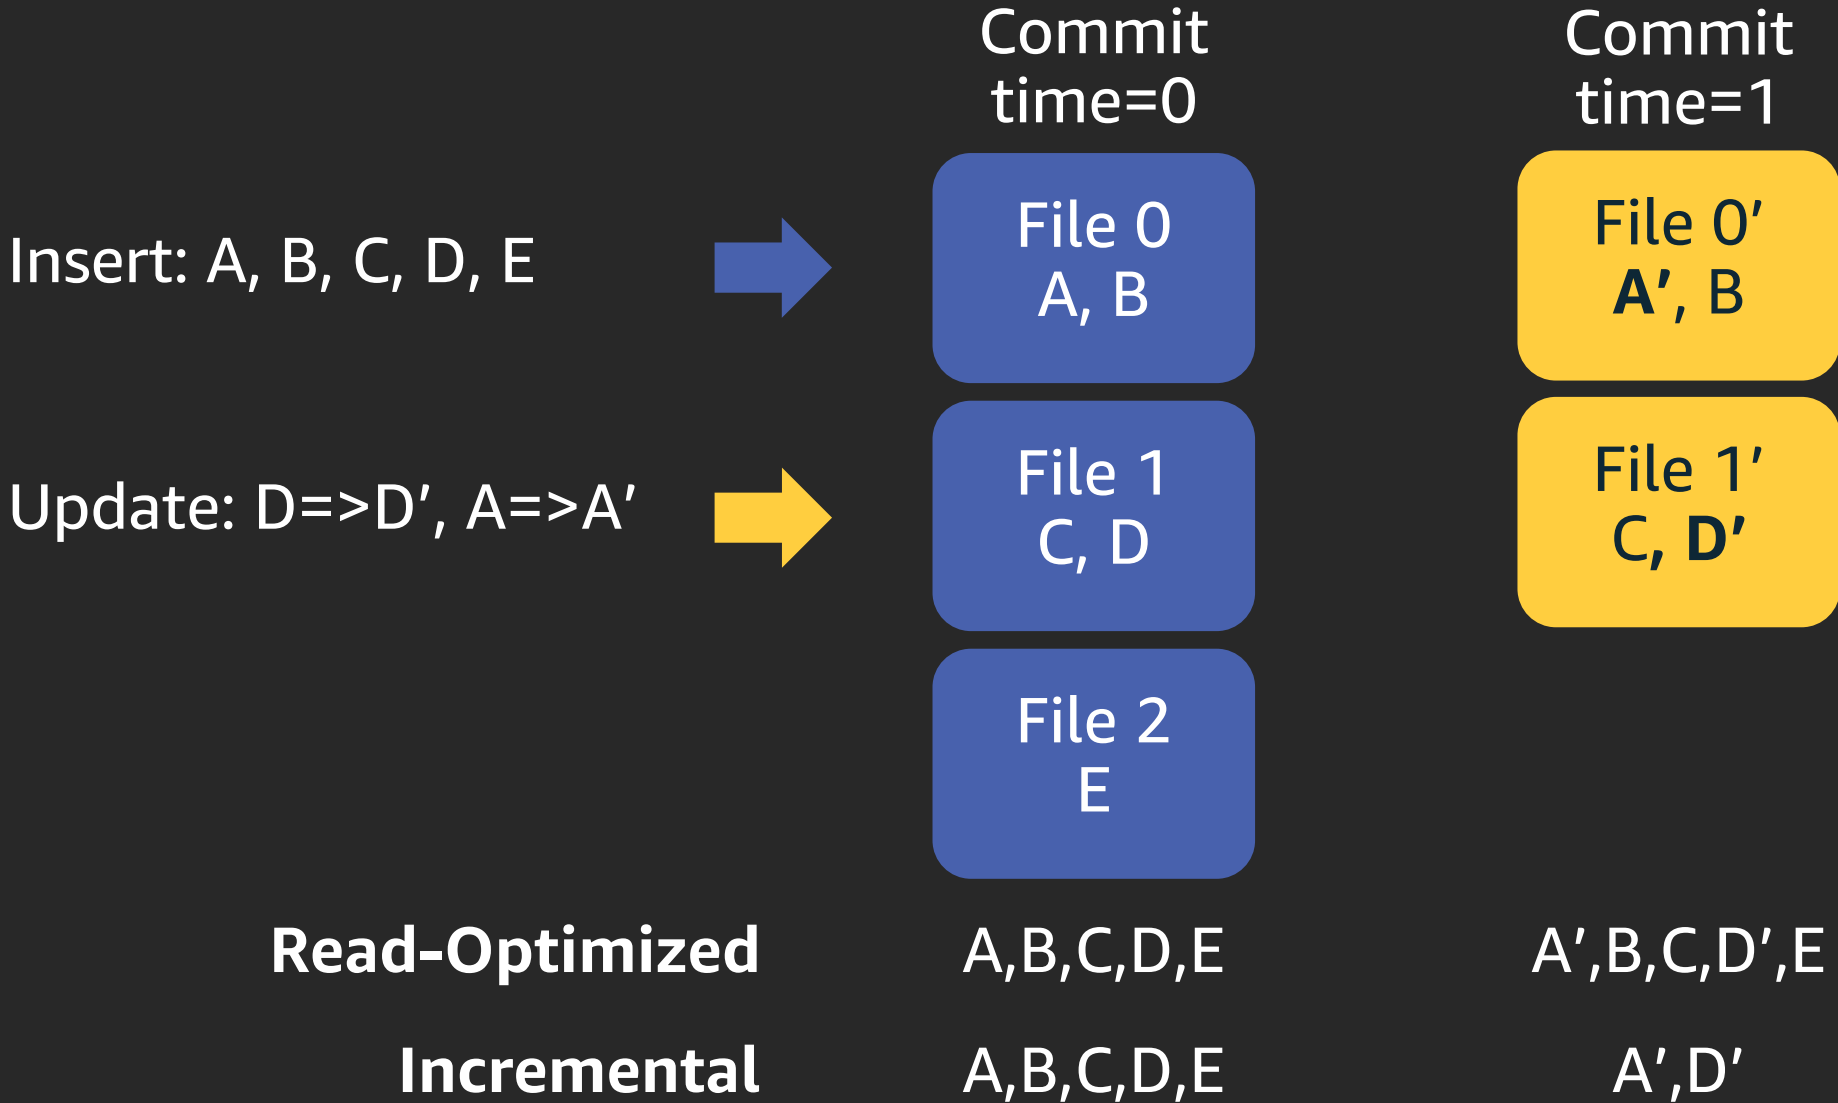 Commit
time=0
Commit
time=1
Insert: A, B, C, D, E
File 0
A, B
File 0′
A′, B
Update: D=>D′, A=>A′
File 1
C, D
File 1′
C, D′
File 2
E
Read-Optimized
A,B,C,D,E
A′,B,C,D′,E
Incremental
A,B,C,D,E
A′,D′